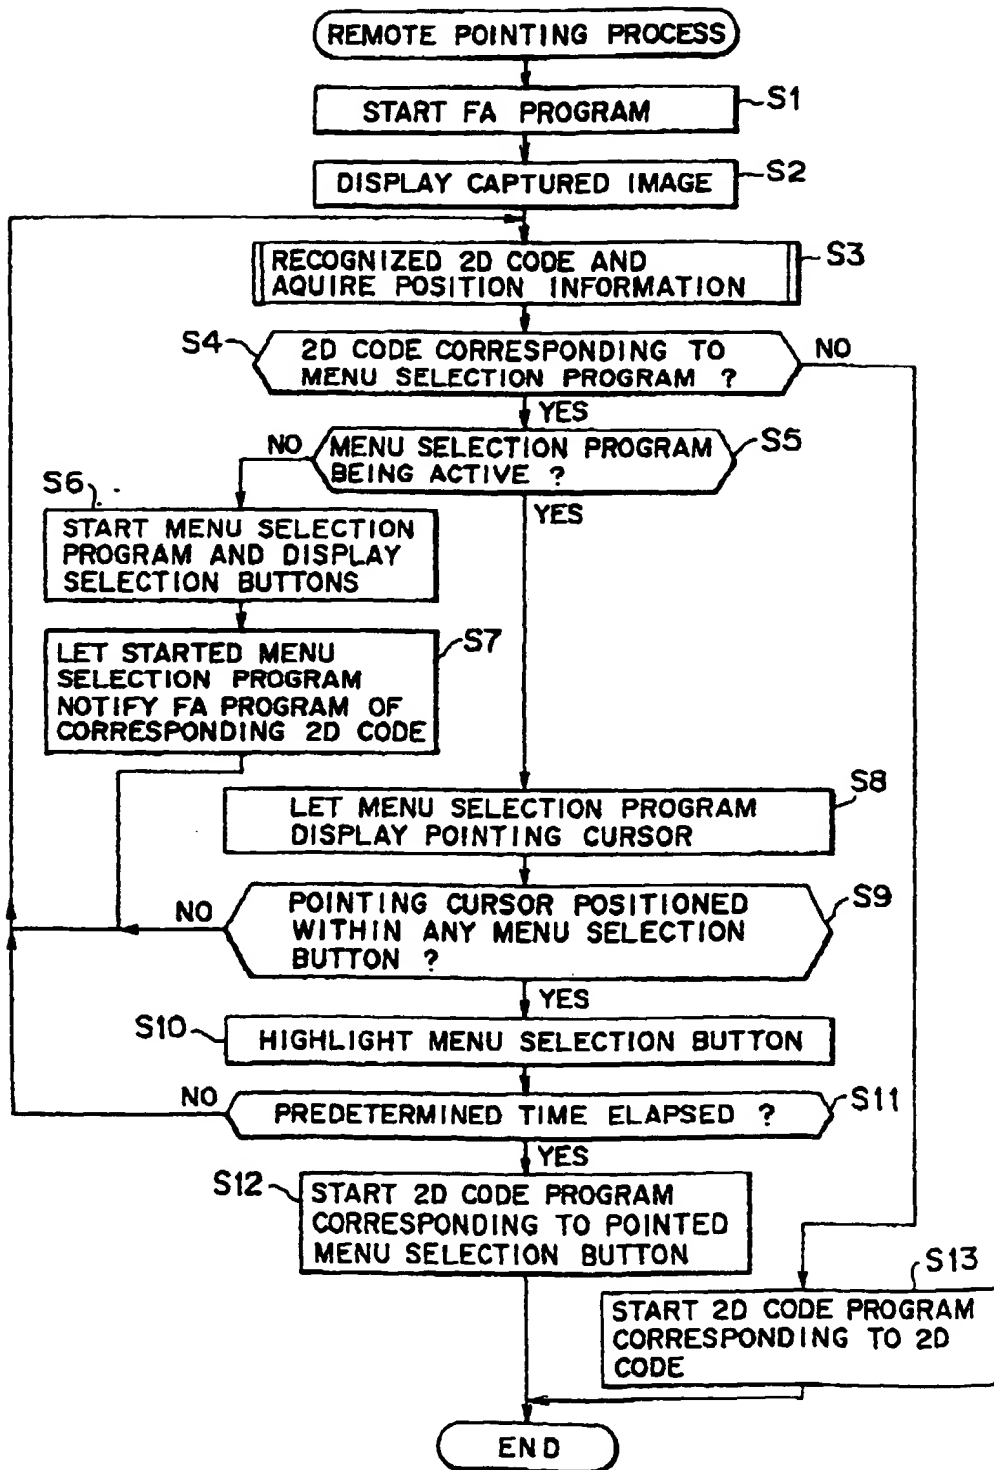 REMOTE POINTING PROCESS
START FA PROGRAM
S1
DISPLAY CAPTURED IMAGE
S2
RECOGNIZED 2D CODE AND
AQUIRE POSITION INFORMATION
S3
S4
2D CODE CORRESPONDING TO
MENU SELECTION PROGRAM ?
NO
YES
NO
MENU SELECTION PROGRAM
BEING ACTIVE ?
S5
YES
S6
START MENU SELECTION
PROGRAM AND DISPLAY
SELECTION BUTTONS
S7
LET STARTED MENU
SELECTION PROGRAM
NOTIFY FA PROGRAM OF
CORRESPONDING 2D CODE
S8
LET MENU SELECTION PROGRAM
DISPLAY POINTING CURSOR
NO
POINTING CURSOR POSITIONED
WITHIN ANY MENU SELECTION
BUTTON ?
S9
YES
S10
HIGHLIGHT MENU SELECTION BUTTON
NO
PREDETERMINED TIME ELAPSED ?
S11
YES
S12
START 2D CODE PROGRAM
CORRESPONDING TO POINTED
MENU SELECTION BUTTON
S13
START 2D CODE PROGRAM
CORRESPONDING TO 2D
CODE
END